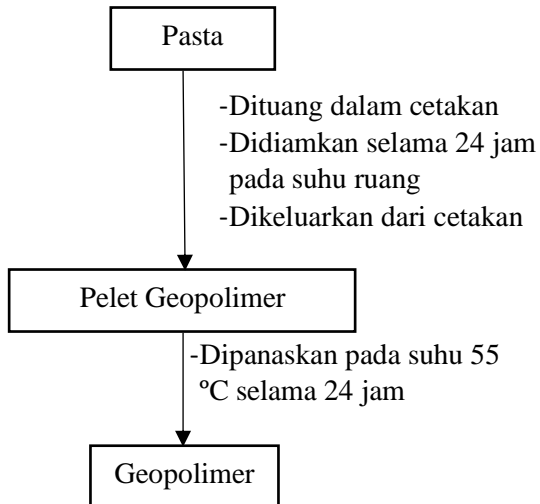 Pasta
-Dituang dalam cetakan
-Didiamkan selama 24 jam
pada suhu ruang
-Dikeluarkan dari cetakan
Pelet Geopolimer
-Dipanaskan pada suhu 55
ºC selama 24 jam
Geopolimer